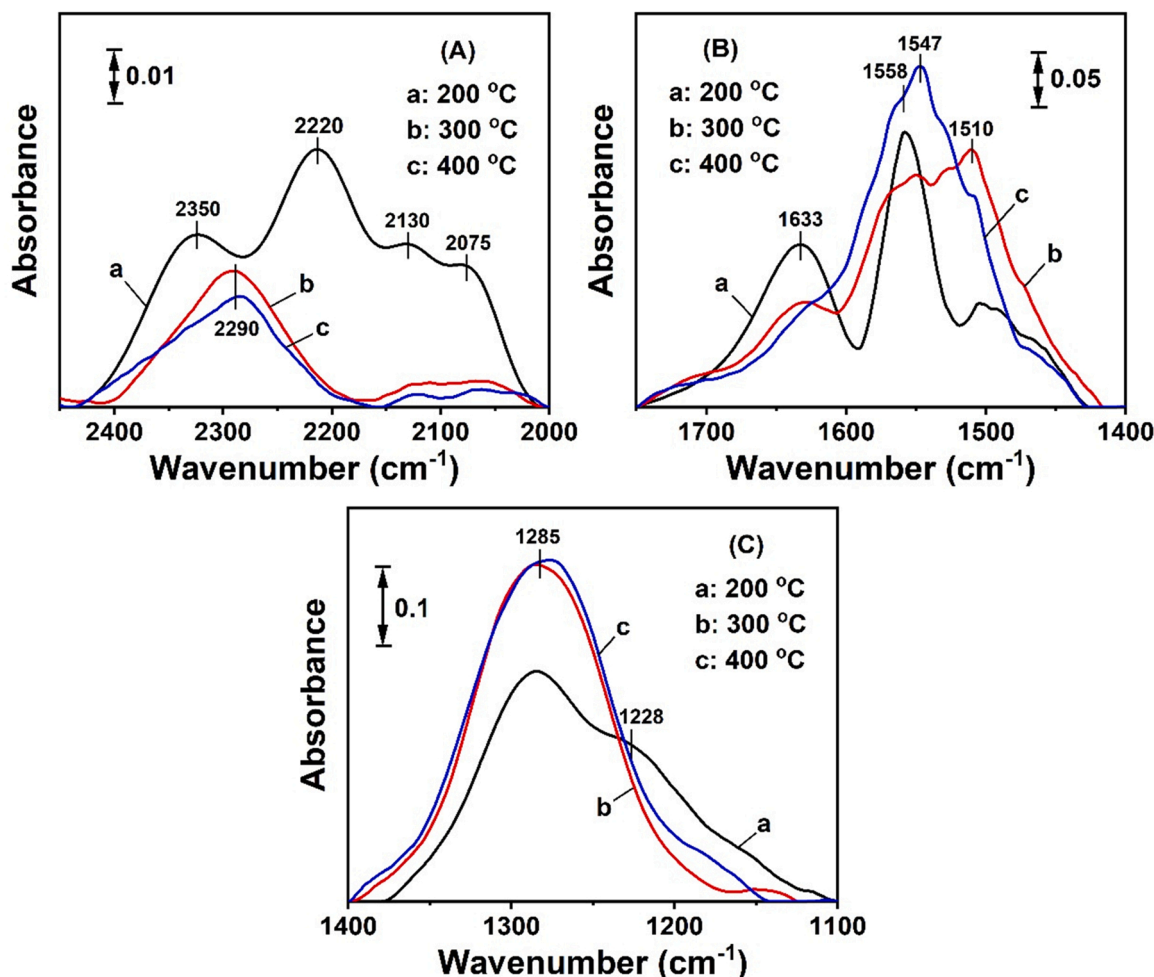 (A)
0.01
a: 200 °C
b: 300 °C
c: 400 °C
2220
2350
2130
2075
a
b
2290
c
Absorbance
2400 2300 2200 2100 2000
Wavenumber (cm⁻¹)
(B)
1547
1558
0.05
a: 200 °C
b: 300 °C
c: 400 °C
1510
1633
c
b
a
Absorbance
1700 1600 1500 1400
Wavenumber (cm⁻¹)
1285
(C)
0.1
a: 200 °C
b: 300 °C
c: 400 °C
c
1228
b
a
Absorbance
1400 1300 1200 1100
Wavenumber (cm⁻¹)